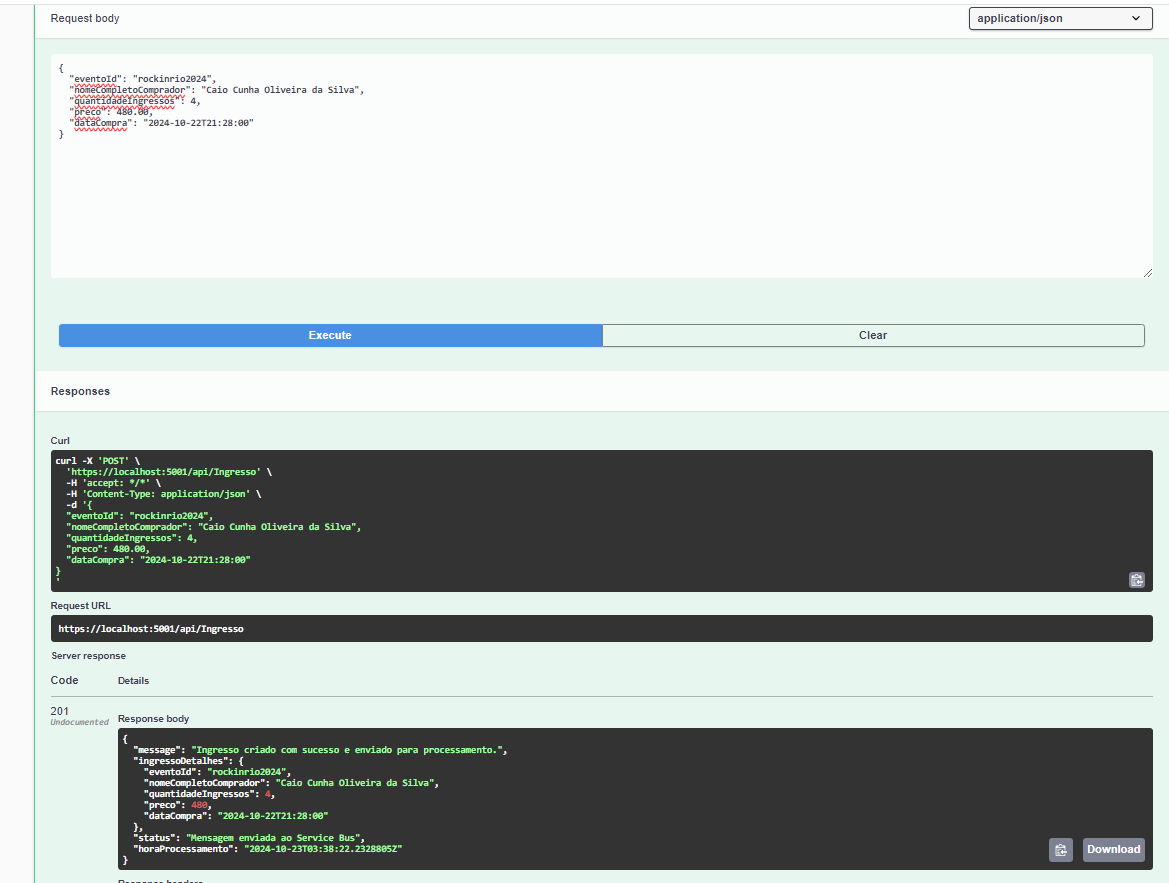 Request body
application/json
{
  "eventoId": "rockinrio2024",
  "nomeCompletoComprador": "Caio Cunha Oliveira da Silva",
  "quantidadeIngressos": 4,
  "preco": 480.00,
  "dataCompra": "2024-10-22T21:28:00"
}
Execute
Clear
Responses
Curl
curl -X 'POST' \
  'https://localhost:5001/api/Ingresso' \
  -H 'accept: */*' \
  -H 'Content-Type: application/json' \
  -d '{
  "eventoId": "rockinrio2024",
  "nomeCompletoComprador": "Caio Cunha Oliveira da Silva",
  "quantidadeIngressos": 4,
  "preco": 480.00,
  "dataCompra": "2024-10-22T21:28:00"
}
'
Request URL
https://localhost:5001/api/Ingresso
Server response
Code
Details
201
Undocumented
Response body
{
  "message": "Ingresso criado com sucesso e enviado para processamento.",
  "ingressoDetalhes": {
    "eventoId": "rockinrio2024",
    "nomeCompletoComprador": "Caio Cunha Oliveira da Silva",
    "quantidadeIngressos": 4,
    "preco": 480,
    "dataCompra": "2024-10-22T21:28:00"
  },
  "status": "Mensagem enviada ao Service Bus",
  "horaProcessamento": "2024-10-23T03:38:22.2328805Z"
}
Download
Response headers